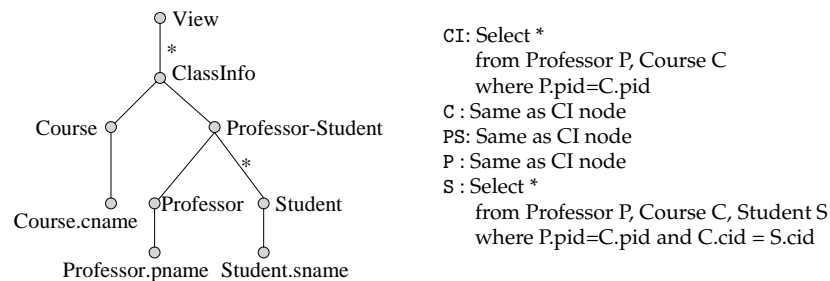 View
*
ClassInfo
Course
Professor-Student
*
Professor
Student
Course.cname
Professor.pname
Student.sname
CI: Select *
from Professor P, Course C
where P.pid=C.pid
C : Same as CI node
PS: Same as CI node
P : Same as CI node
S : Select *
from Professor P, Course C, Student S
where P.pid=C.pid and C.cid = S.cid